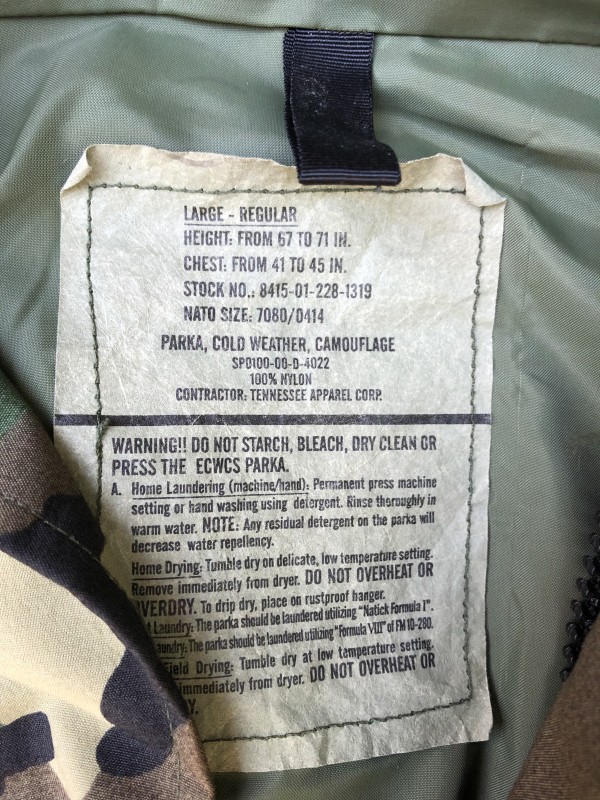 LARGE - REGULAR
HEIGHT: FROM 67 TO 71 IN.
CHEST: FROM 41 TO 45 IN.
STOCK NO.: 8415-01-228-1319
NATO SIZE: 7080/0414
PARKA, COLD WEATHER, CAMOUFLAGE
SP0100-00-D-4022
100% NYLON
CONTRACTOR: TENNESSEE APPAREL CORP.
WARNING!! DO NOT STARCH, BLEACH, DRY CLEAN OR
PRESS THE ECWCS PARKA.
A. Home Laundering (machine/hand): Permanent press machine
setting or hand washing using detergent. Rinse thoroughly in
warm water. NOTE: Any residual detergent on the parka will
decrease water repellency.
Home Drying: Tumble dry on delicate, low temperature setting.
Remove immediately from dryer. DO NOT OVERHEAT OR
VERDRY. To drip dry, place on rustproof hanger.
t Laundry: The parka should be laundered utilizing "Natick Formula I".
aundry: The parka should be laundered utilizing "Formula VIII" of FM 10-280.
ield Drying: Tumble dry at low temperature setting.
immediately from dryer. DO NOT OVERHEAT OR
Y.